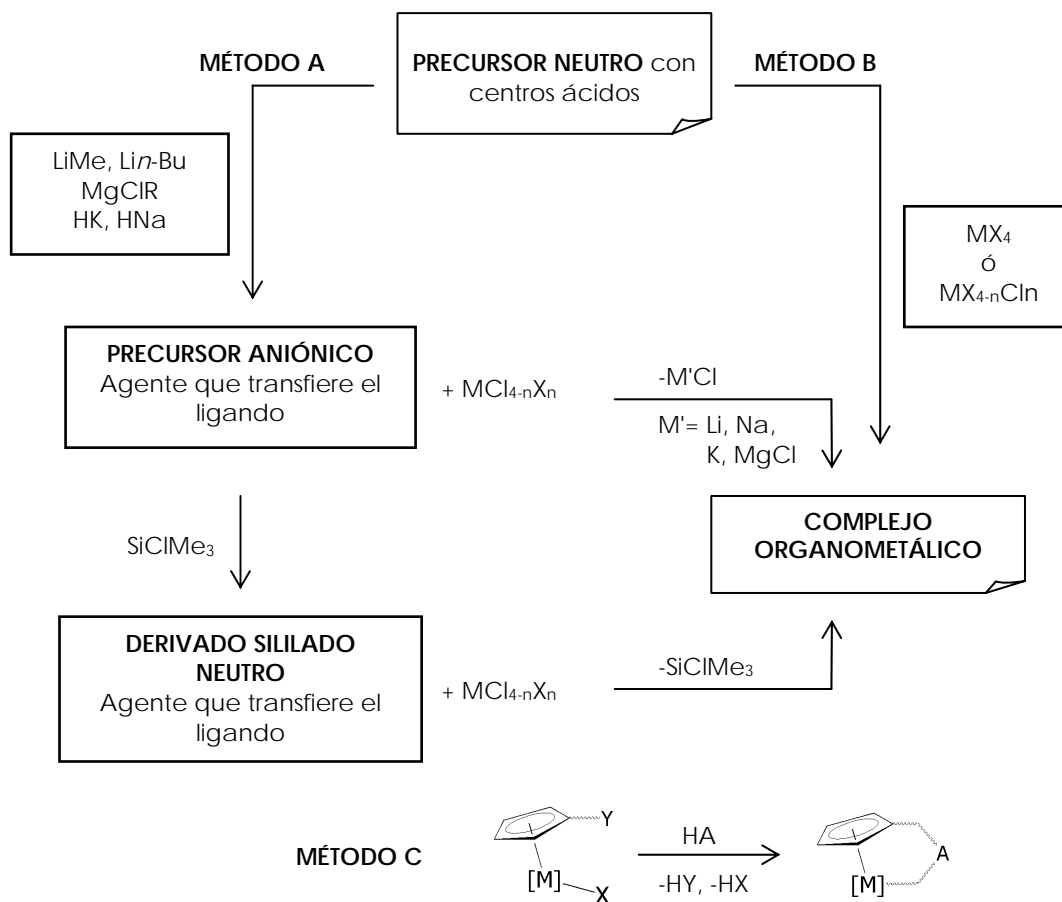 MÉTODO A
PRECURSOR NEUTRO con
centros ácidos
MÉTODO B
LiMe, Lin-Bu
MgClR
HK, HNa
MX4
ó
MX4-nCln
PRECURSOR ANIÓNICO
Agente que transfiere el
ligando
+ MCl4-nXn
-M'Cl
M'= Li, Na,
K, MgCl
SiClMe3
COMPLEJO
ORGANOMETÁLICO
DERIVADO SILILADO
NEUTRO
Agente que transfiere el
ligando
+ MCl4-nXn
-SiClMe3
MÉTODO C
Y
[M]
X
HA
-HY, -HX
A
[M]